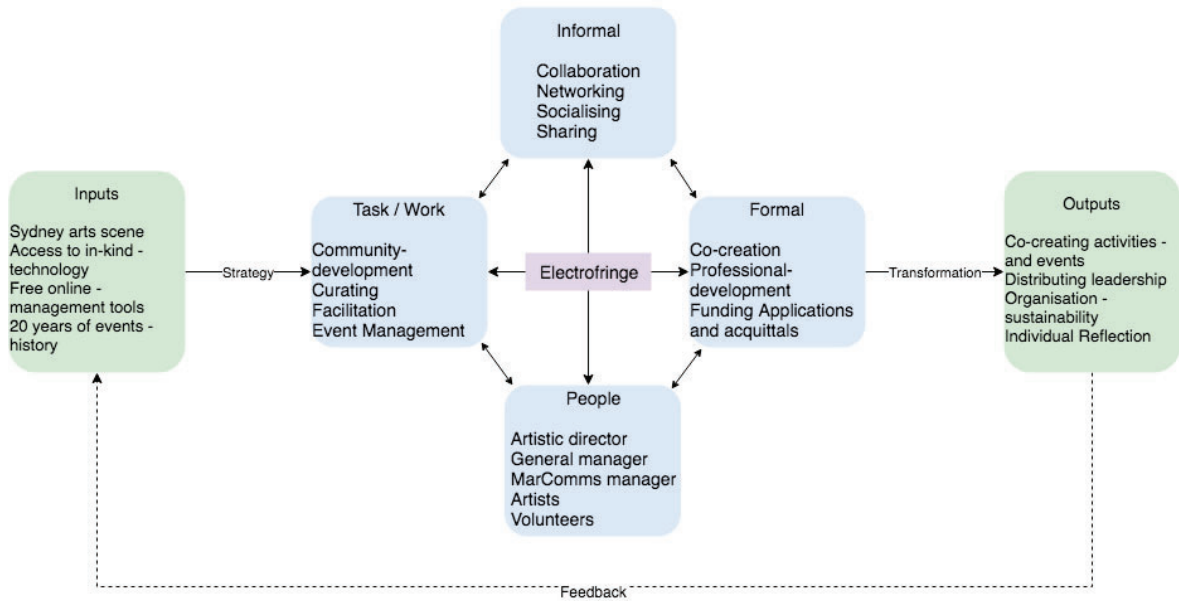 Informal
Collaboration
Networking
Socialising
Sharing
Inputs
Sydney arts scene
Access to in-kind -
technology
Free online -
management tools
20 years of events -
history
Strategy
Task / Work
Community-
development
Curating
Facilitation
Event Management
Electrofringe
Formal
Co-creation
Professional-
development
Funding Applications
and acquittals
Transformation
Outputs
Co-creating activities -
and events
Distributing leadership
Organisation -
sustainability
Individual Reflection
People
Artistic director
General manager
MarComms manager
Artists
Volunteers
Feedback